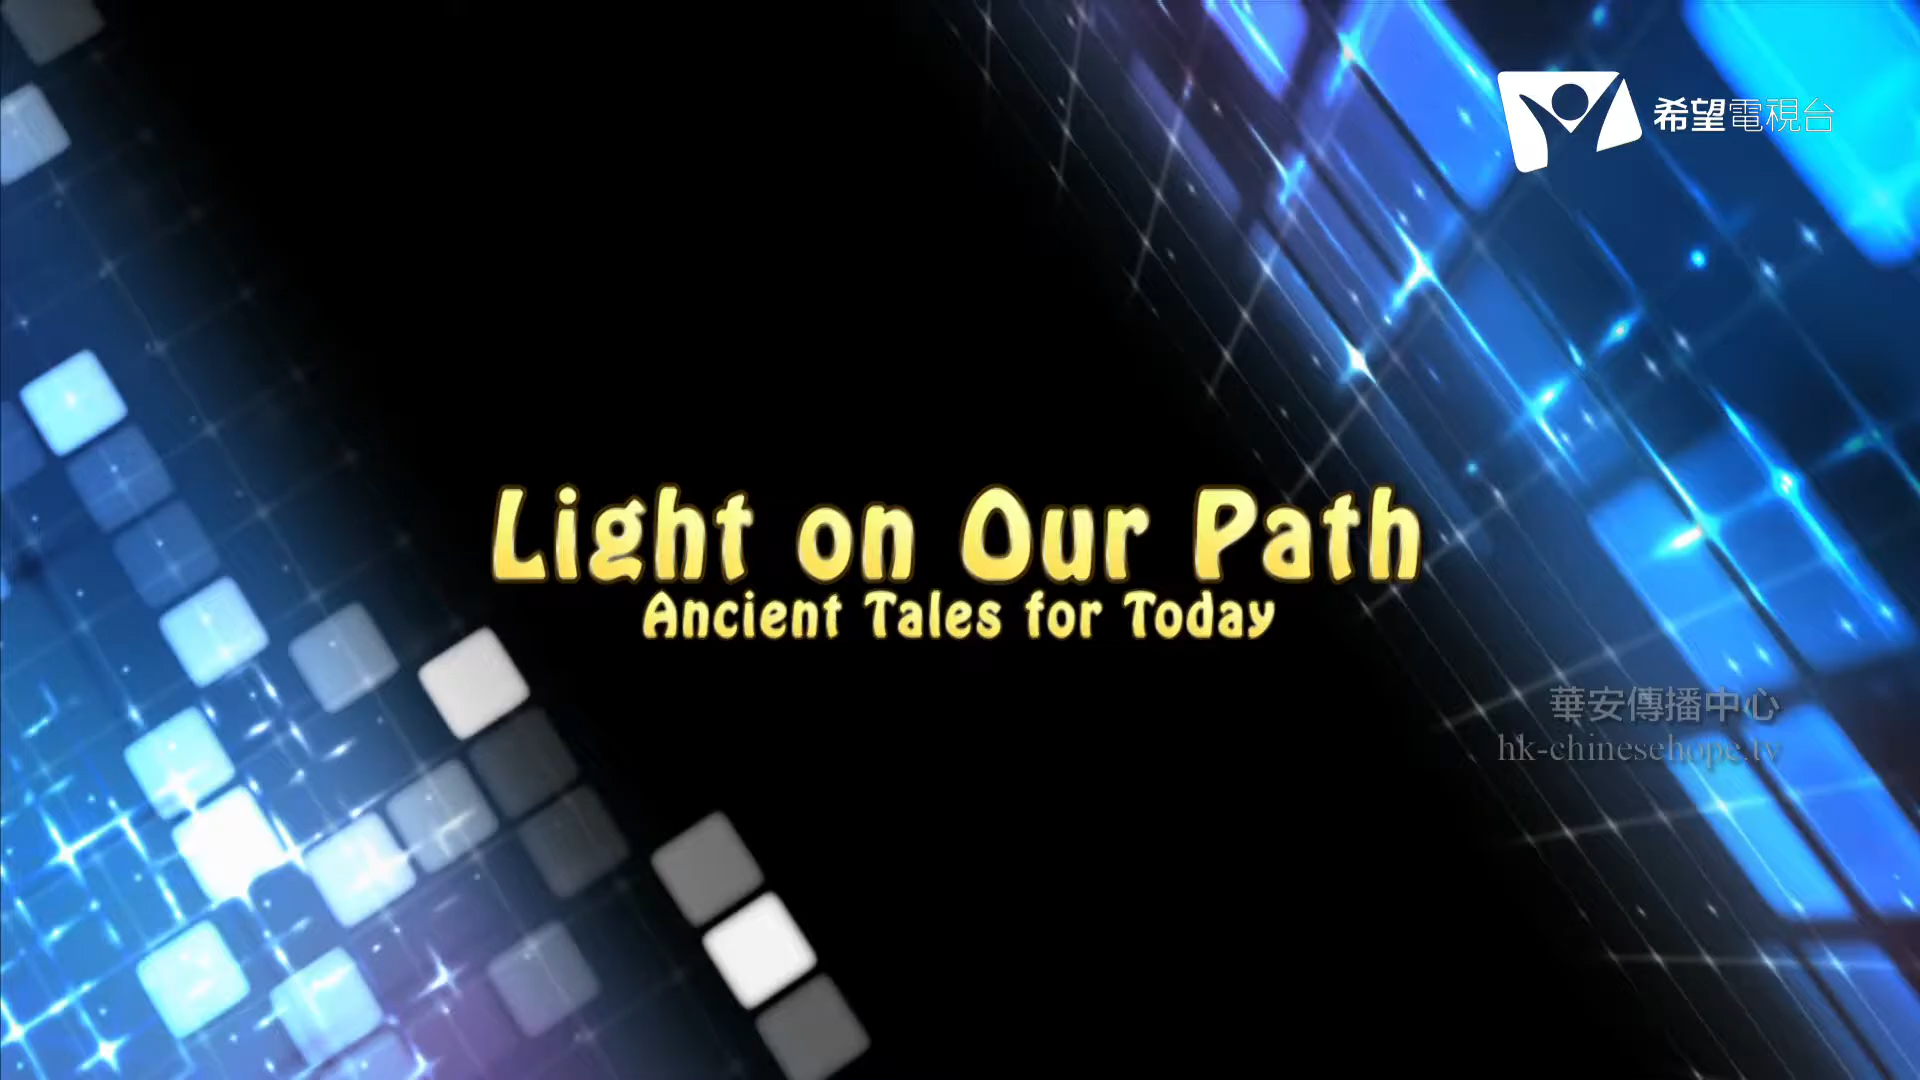 希望電視台
Light on Our Path
Ancient Tales for Today
華安傳播中心
hk-chinesehope.tv